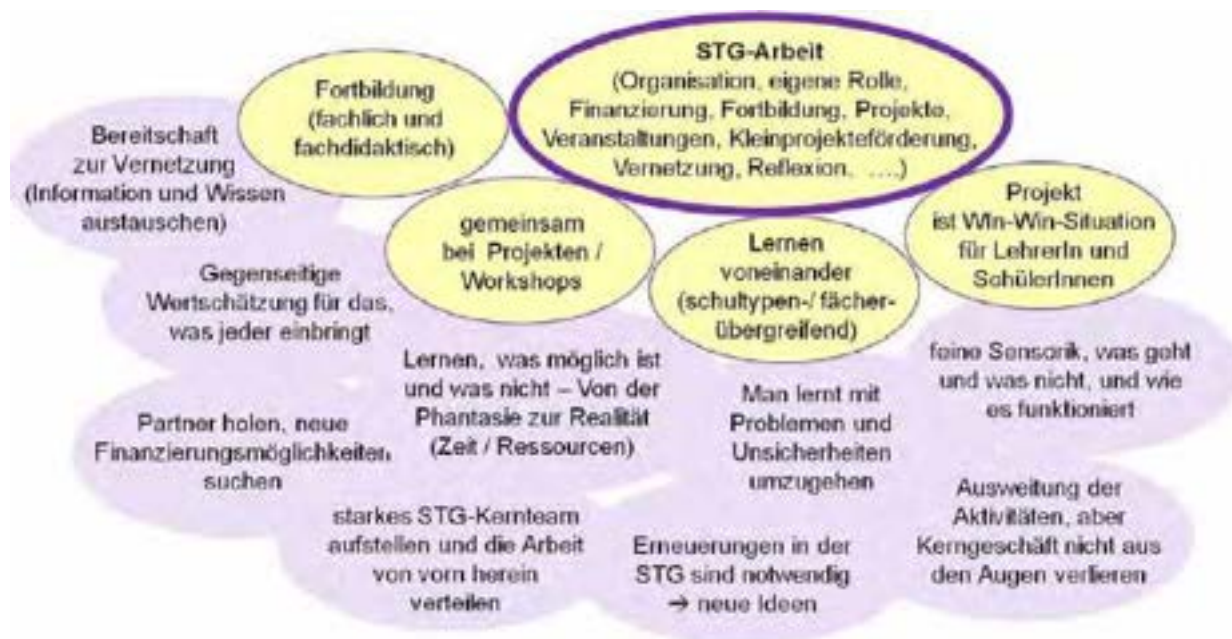 STG-Arbeit
(Organisation, eigene Rolle,
Finanzierung, Fortbildung, Projekte,
Veranstaltungen, Kleinprojekteförderung,
Vernetzung, Reflexion, ….)
Fortbildung
(fachlich und
fachdidaktisch)
Bereitschaft
zur Vernetzung
(Information und Wissen
austauschen)
gemeinsam
bei Projekten /
Workshops
Lernen
voneinander
(schultypen-/ fächer-
übergreifend)
Projekt
ist WIn-Win-Situation
für LehrerIn und
SchülerInnen
Gegenseitige
Wertschätzung für das,
was jeder einbringt
Lernen, was möglich ist
und was nicht – Von der
Phantasie zur Realität
(Zeit / Ressourcen)
Man lernt mit
Problemen und
Unsicherheiten
umzugehen
feine Sensorik, was geht
und was nicht, und wie
es funktioniert
Partner holen, neue
Finanzierungsmöglichkeiten
suchen
starkes STG-Kernteam
aufstellen und die Arbeit
von vorn herein
verteilen
Erneuerungen in der
STG sind notwendig
→ neue Ideen
Ausweitung der
Aktivitäten, aber
Kerngeschäft nicht aus
den Augen verlieren